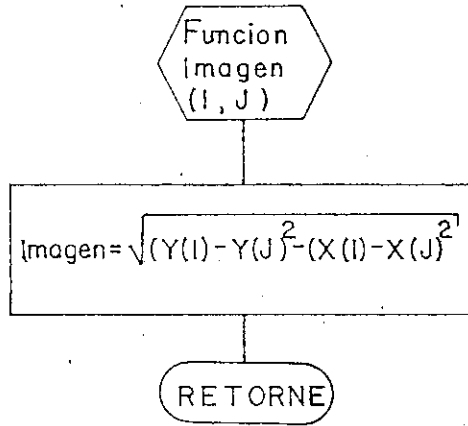 Funcion
Imagen
(I, J)
Imagen=√(Y(I)-Y(J)²-(X(I)-X(J)²
RETORNE